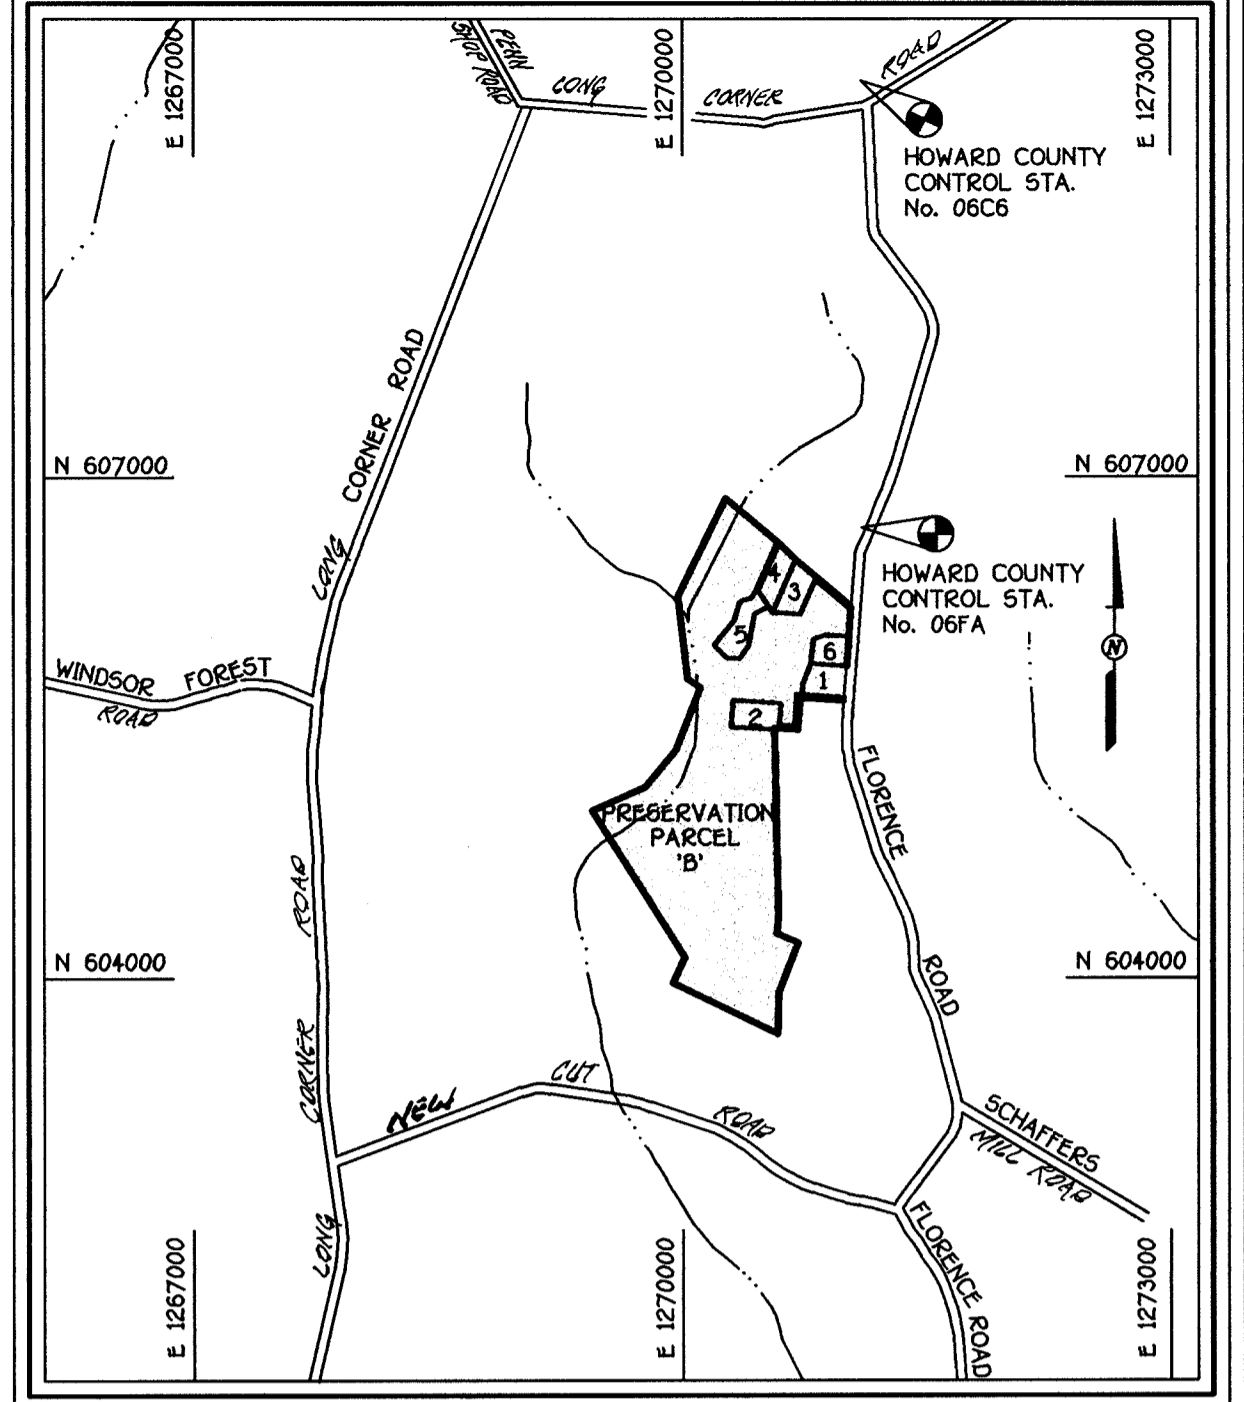 E 1267000
PENN
SHOP ROAD
LONG
E 1270000
CORNER
ROAD
E 1273000
HOWARD COUNTY
CONTROL STA.
No. 06C6
LONG CORNER ROAD
N 607000
N 607000
HOWARD COUNTY
CONTROL STA.
No. 06FA
4
3
5
6
1
2
N
WINDSOR FOREST
ROAD
PRESERVATION
PARCEL
'B'
FLORENCE ROAD
LONG CORNER ROAD
N 604000
N 604000
NEW CUT ROAD
SCHAFFERS
MILL ROAD
FLORENCE ROAD
E 1267000
E 1270000
E 1273000